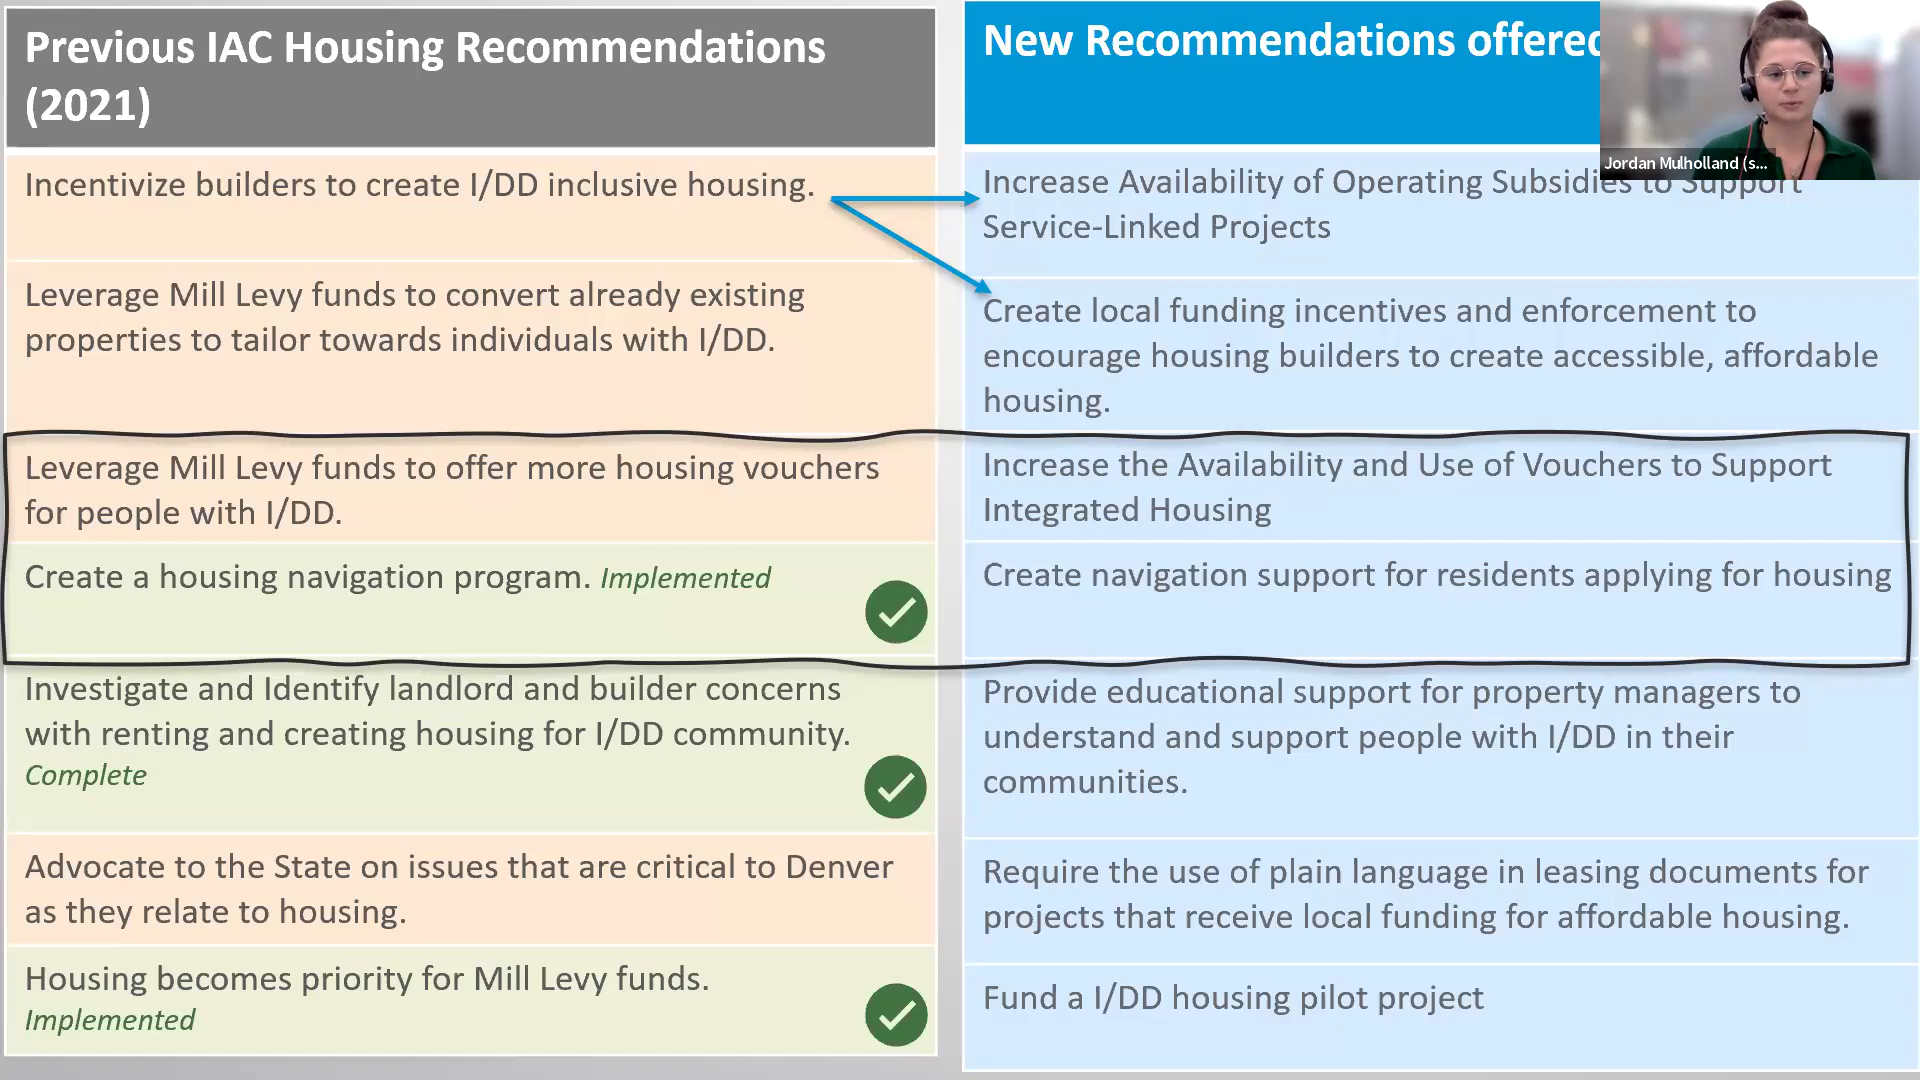 Previous IAC Housing Recommendations
(2021)
Incentivize builders to create I/DD inclusive housing.
Leverage Mill Levy funds to convert already existing
properties to tailor towards individuals with I/DD.
Leverage Mill Levy funds to offer more housing vouchers
for people with I/DD.
Create a housing navigation program. Implemented
Investigate and Identify landlord and builder concerns
with renting and creating housing for I/DD community.
Complete
Advocate to the State on issues that are critical to Denver
as they relate to housing.
Housing becomes priority for Mill Levy funds.
Implemented
New Recommendations offered
Jordan Mulholland (s...
Increase Availability of Operating Subsidies to Support
Service-Linked Projects
Create local funding incentives and enforcement to
encourage housing builders to create accessible, affordable
housing.
Increase the Availability and Use of Vouchers to Support
Integrated Housing
Create navigation support for residents applying for housing
Provide educational support for property managers to
understand and support people with I/DD in their
communities.
Require the use of plain language in leasing documents for
projects that receive local funding for affordable housing.
Fund a I/DD housing pilot project